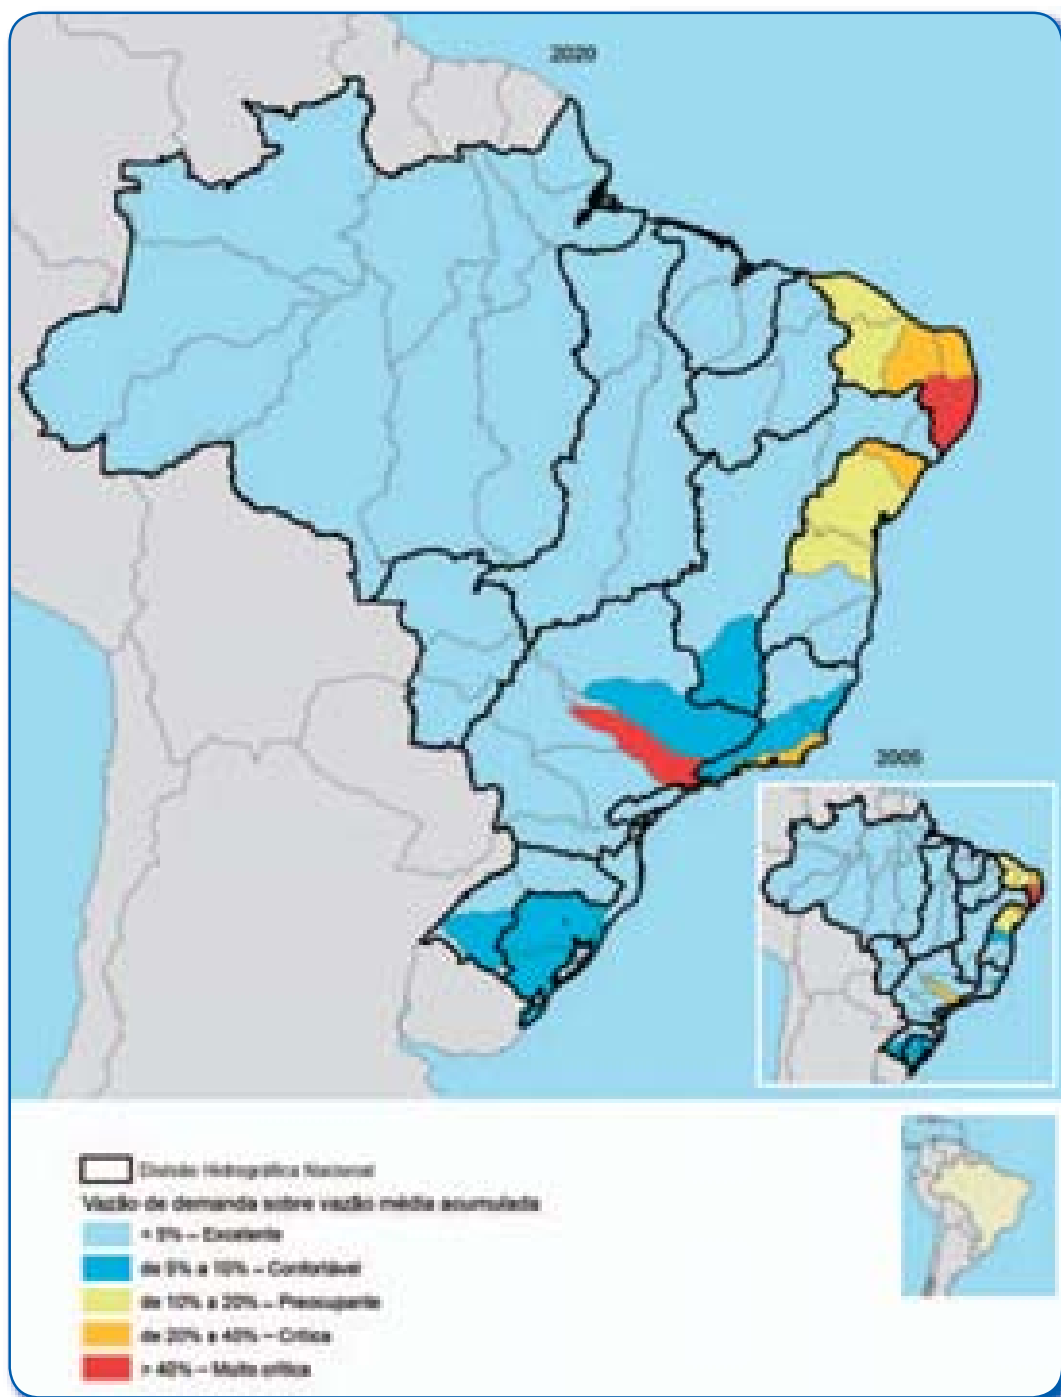 2020
2005
Divisão Hidrográfica Nacional
Vazão de demanda sobre vazão média acumulada
< 5% – Excelente
de 5% a 10% – Confortável
de 10% a 20% – Preocupante
de 20% a 40% – Crítica
> 40% – Muito crítica